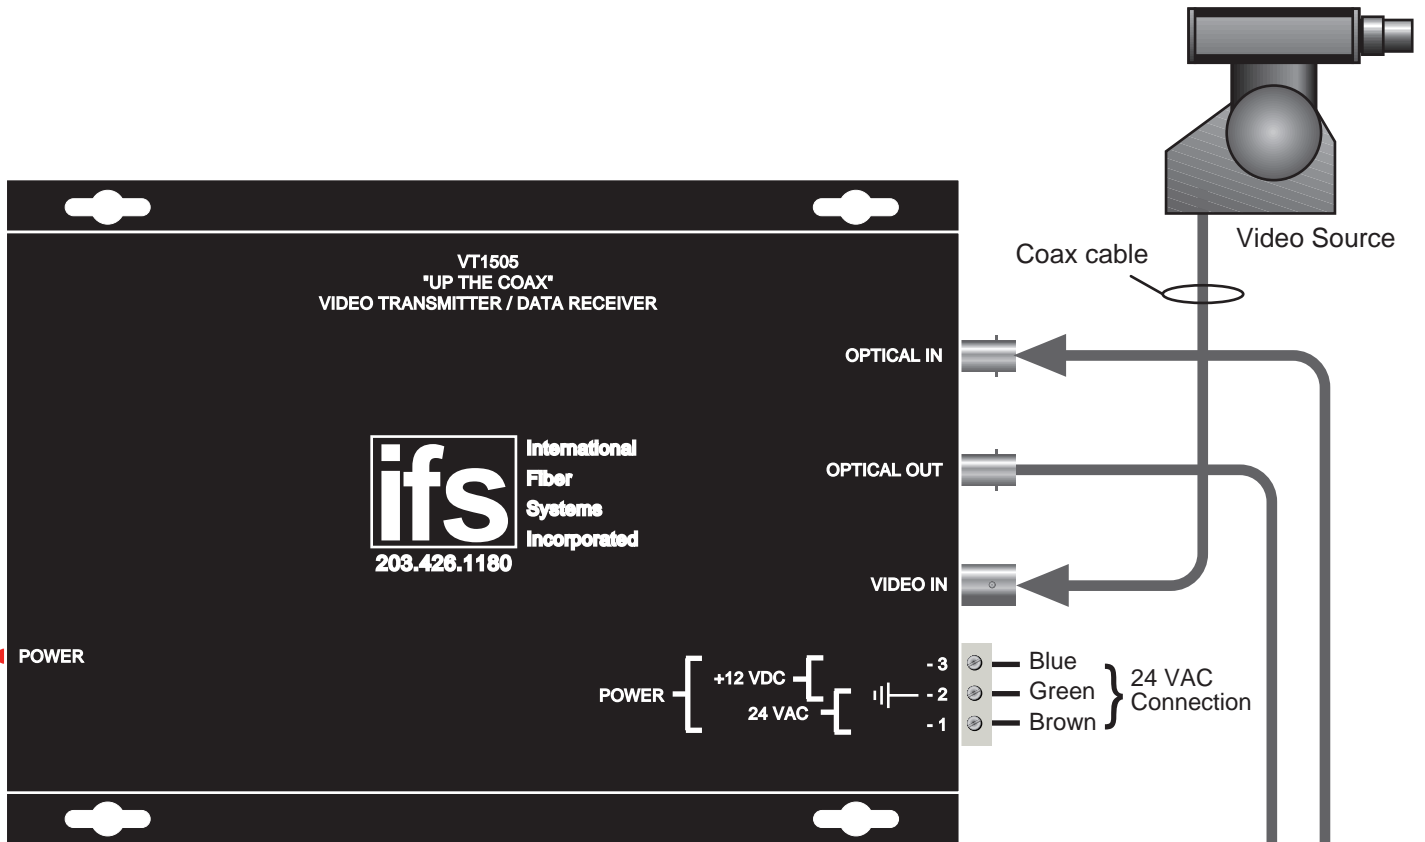 Video Source
Coax cable
VT1505
"UP THE COAX"
VIDEO TRANSMITTER / DATA RECEIVER
OPTICAL IN
ifs
International
Fiber
Systems
Incorporated
203.426.1180
OPTICAL OUT
VIDEO IN
POWER
POWER
+12 VDC
24 VAC
- 3
- 2
- 1
Blue
Green
Brown
24 VAC
Connection